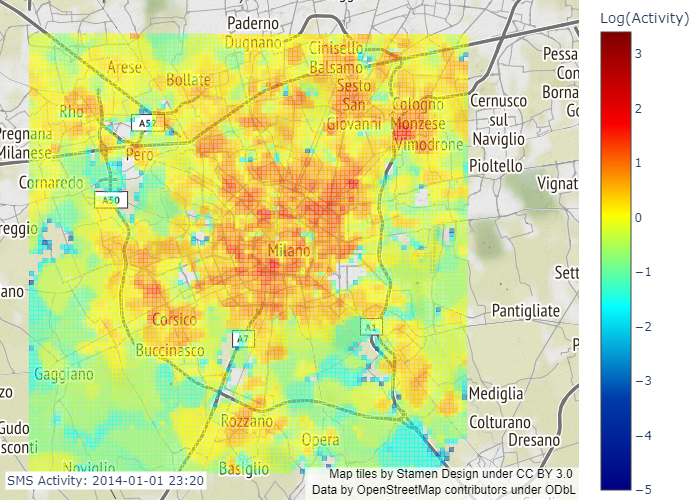 Log(Activity)
Paderno
Dugnano
Cinisello
Balsamo
Arese
Bollate
Sesto
San
Giovanni
Rho
Cologno
Monzese
Vimodrone
Cernusco
sul
Naviglio
Pessa
Con
Borna
Go
A52
Pregnana
Milanese
Pero
Pioltello
Cornaredo
A50
Vignat
reggio
Milano
Sett
ano
Pantigliate
Corsico
A1
A7
Buccinasco
P
Gaggiano
zo
Mediglia
Rozzano
Colturano
Gudo
Opera
Dresano
sconti
Noviglio
Basiglio
SMS Activity: 2014-01-01 23:20
Map tiles by Stamen Design under CC BY 3.0
Data by OpenStreetMap contributors under ODbL
3
2
1
0
−1
−2
−3
−4
−5